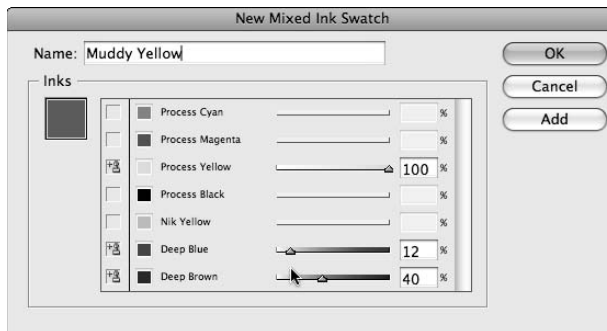 New Mixed Ink Swatch
Name: Muddy Yellow
OK
Inks
Cancel
Add
Process Cyan %
Process Magenta %
Process Yellow 100 %
Process Black %
Nik Yellow %
Deep Blue 12 %
Deep Brown 40 %